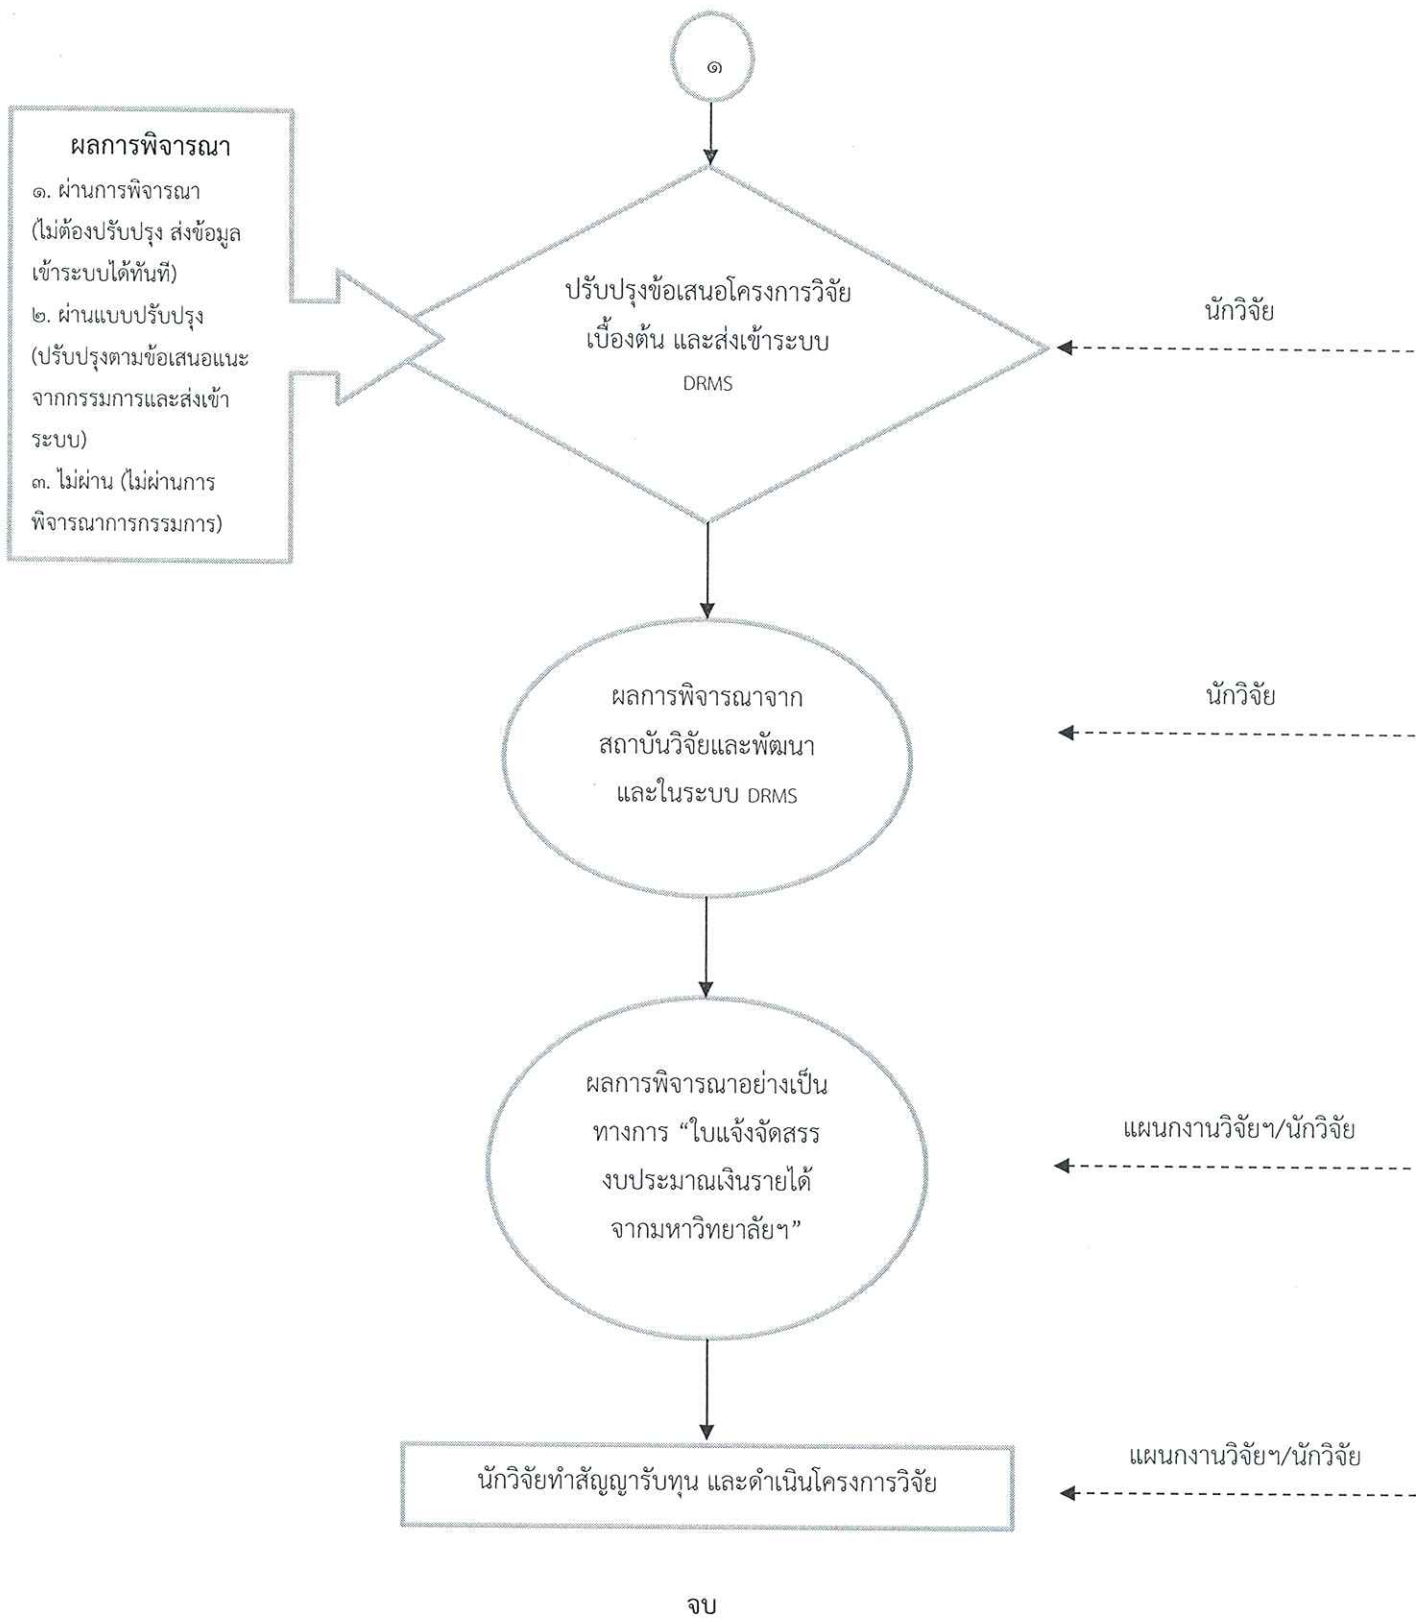 ๑
ผลการพิจารณา
๑. ผ่านการพิจารณา
(ไม่ต้องปรับปรุง ส่งข้อมูล
เข้าระบบได้ทันที)
๒. ผ่านแบบปรับปรุง
(ปรับปรุงตามข้อเสนอแนะ
จากกรรมการและส่งเข้า
ระบบ)
๓. ไม่ผ่าน (ไม่ผ่านการ
พิจารณาการกรรมการ)
ปรับปรุงข้อเสนอโครงการวิจัย
เบื้องต้น และส่งเข้าระบบ
DRMS
นักวิจัย
ผลการพิจารณาจาก
สถาบันวิจัยและพัฒนา
และในระบบ DRMS
นักวิจัย
ผลการพิจารณาอย่างเป็น
ทางการ “ใบแจ้งจัดสรร
งบประมาณเงินรายได้
จากมหาวิทยาลัยฯ”
แผนกงานวิจัยฯ/นักวิจัย
นักวิจัยทำสัญญารับทุน และดำเนินโครงการวิจัย
แผนกงานวิจัยฯ/นักวิจัย
จบ